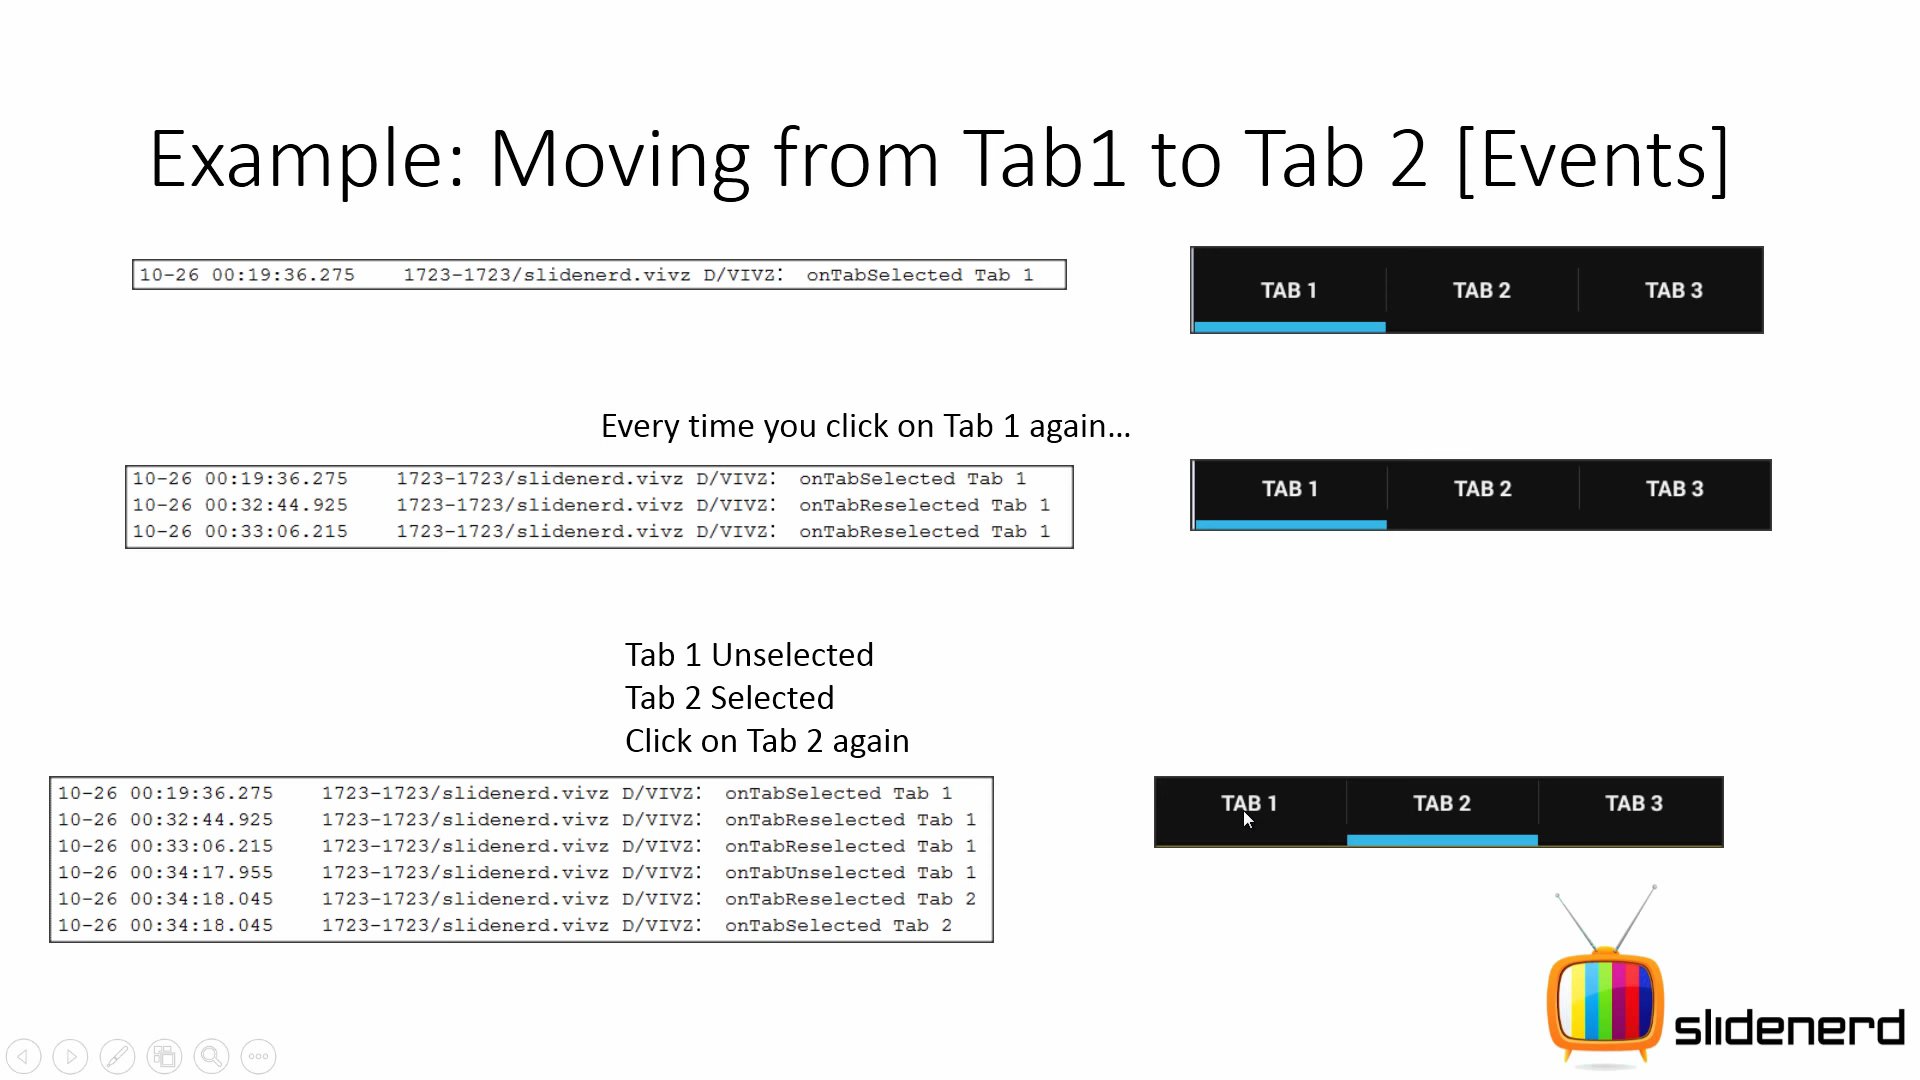 Example: Moving from Tab1 to Tab 2 [Events]
10-26 00:19:36.275 1723-1723/slidenerd.vivz D/VIVZ: onTabSelected Tab 1
TAB 1 TAB 2 TAB 3
Every time you click on Tab 1 again...
10-26 00:19:36.275 1723-1723/slidenerd.vivz D/VIVZ: onTabSelected Tab 1
10-26 00:32:44.925 1723-1723/slidenerd.vivz D/VIVZ: onTabReselected Tab 1
10-26 00:33:06.215 1723-1723/slidenerd.vivz D/VIVZ: onTabReselected Tab 1
TAB 1 TAB 2 TAB 3
Tab 1 Unselected
Tab 2 Selected
Click on Tab 2 again
10-26 00:19:36.275 1723-1723/slidenerd.vivz D/VIVZ: onTabSelected Tab 1
10-26 00:32:44.925 1723-1723/slidenerd.vivz D/VIVZ: onTabReselected Tab 1
10-26 00:33:06.215 1723-1723/slidenerd.vivz D/VIVZ: onTabReselected Tab 1
10-26 00:34:17.955 1723-1723/slidenerd.vivz D/VIVZ: onTabUnselected Tab 1
10-26 00:34:18.045 1723-1723/slidenerd.vivz D/VIVZ: onTabReselected Tab 2
10-26 00:34:18.045 1723-1723/slidenerd.vivz D/VIVZ: onTabSelected Tab 2
TAB 1 TAB 2 TAB 3
slidenerd